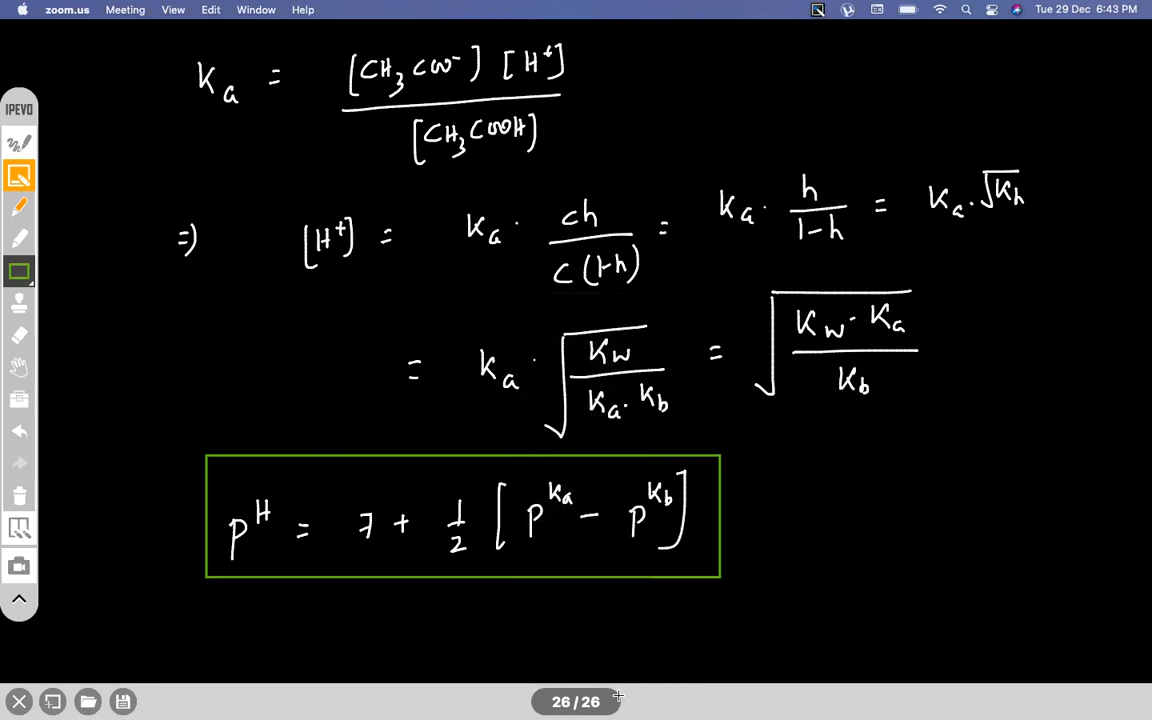 zoom.us Meeting View Edit Window Help Tue 29 Dec 6:43 PM
IPEVO
Ka = [CH3COO-] [H+] / [CH3COOH]
=> [H+] = Ka · ch / c(1-h) = Ka · h / 1-h = Ka · √Kh
= Ka · √(Kw / Ka · Kb) = √(Kw · Ka / Kb)
pH = 7 + 1/2 [pKa - pKb]
26 / 26